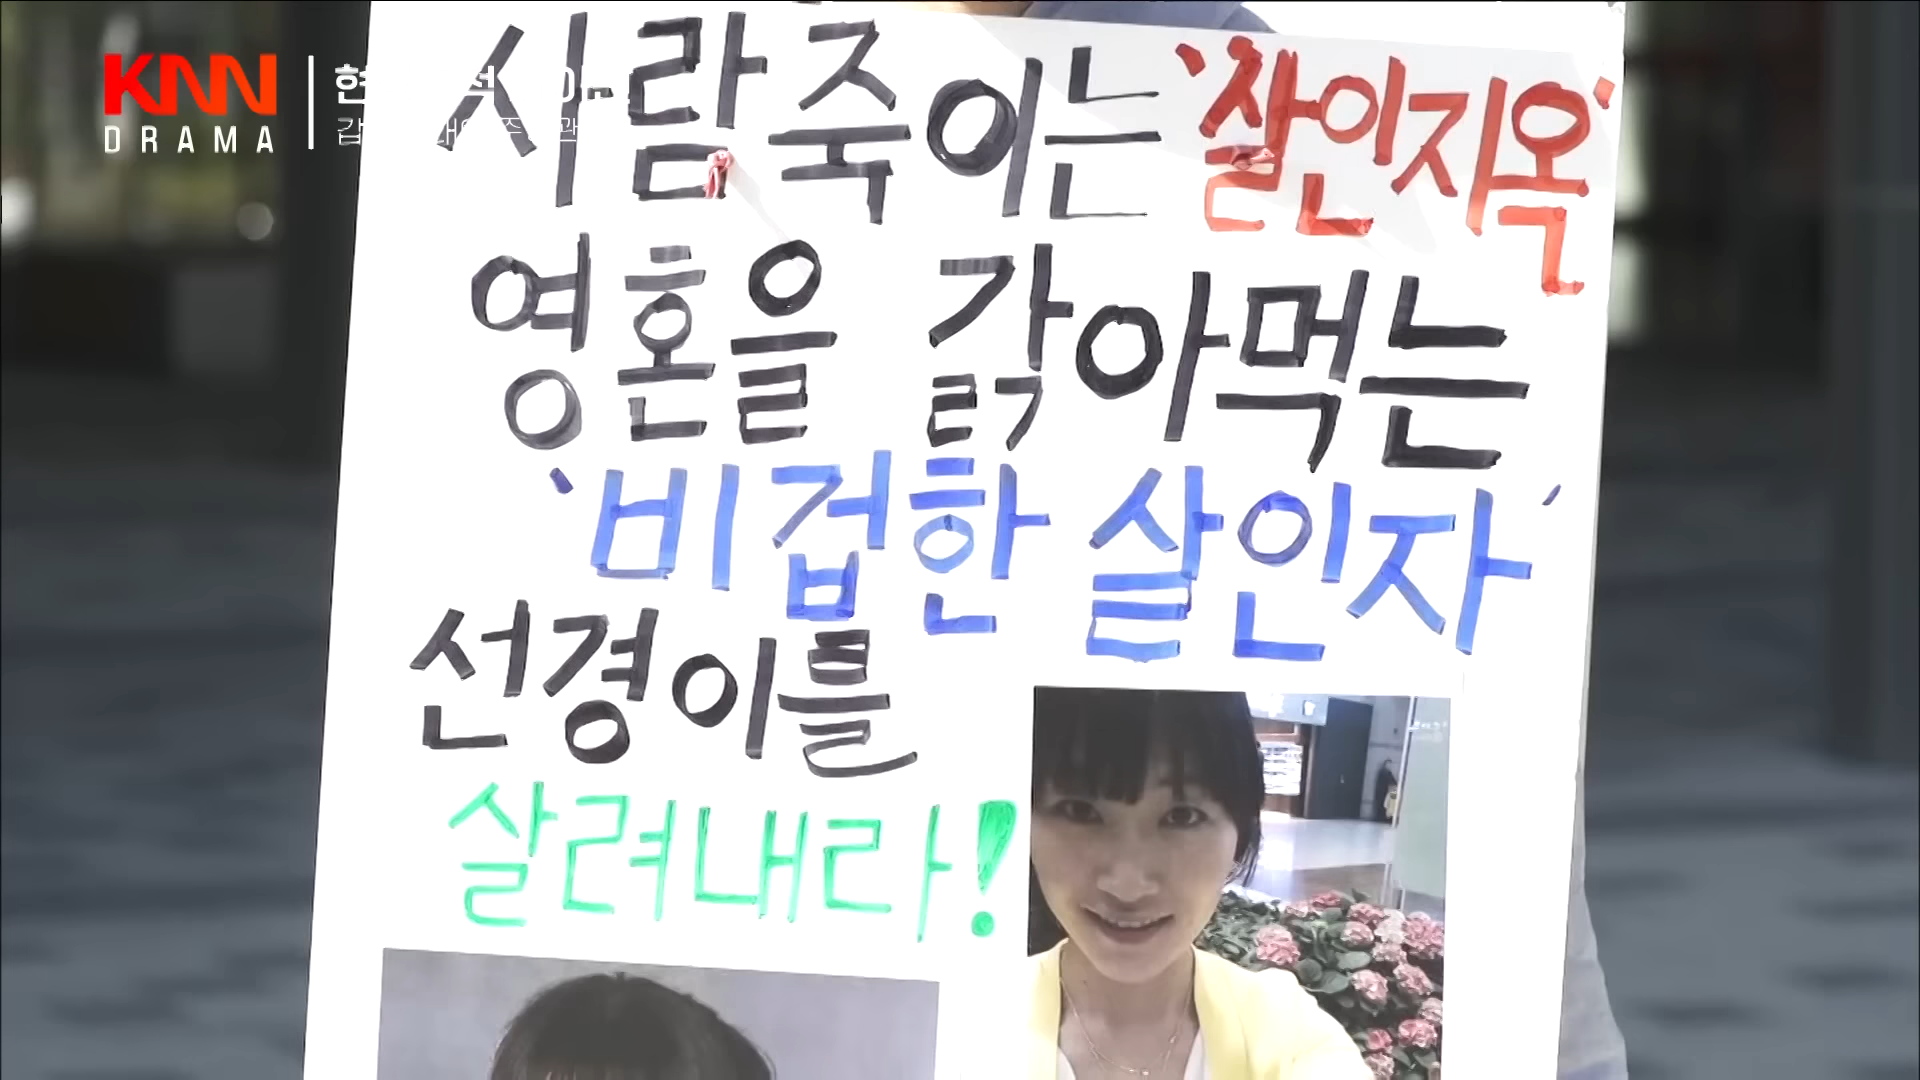 KNN
DRAMA
사람 죽이는 '살인지옥'
영혼을 갉아먹는
'비겁한 살인자'
선경이를
살려내라!